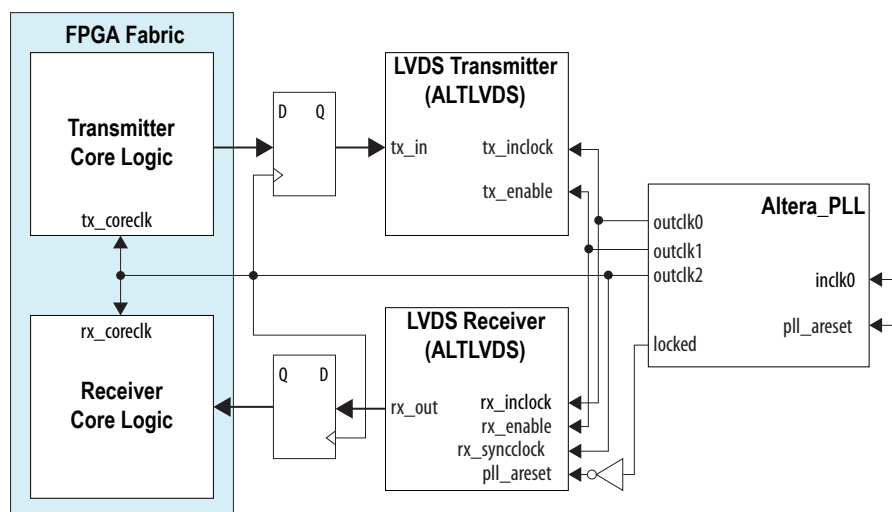 FPGA Fabric
Transmitter
Core Logic
tx_coreclk
D Q
LVDS Transmitter
(ALTLVDS)
tx_in
tx_inclock
tx_enable
Altera_PLL
outclk0
outclk1
outclk2
locked
inclk0
pll_areset
rx_coreclk
Receiver
Core Logic
Q D
LVDS Receiver
(ALTLVDS)
rx_out
rx_inclock
rx_enable
rx_syncclock
pll_areset